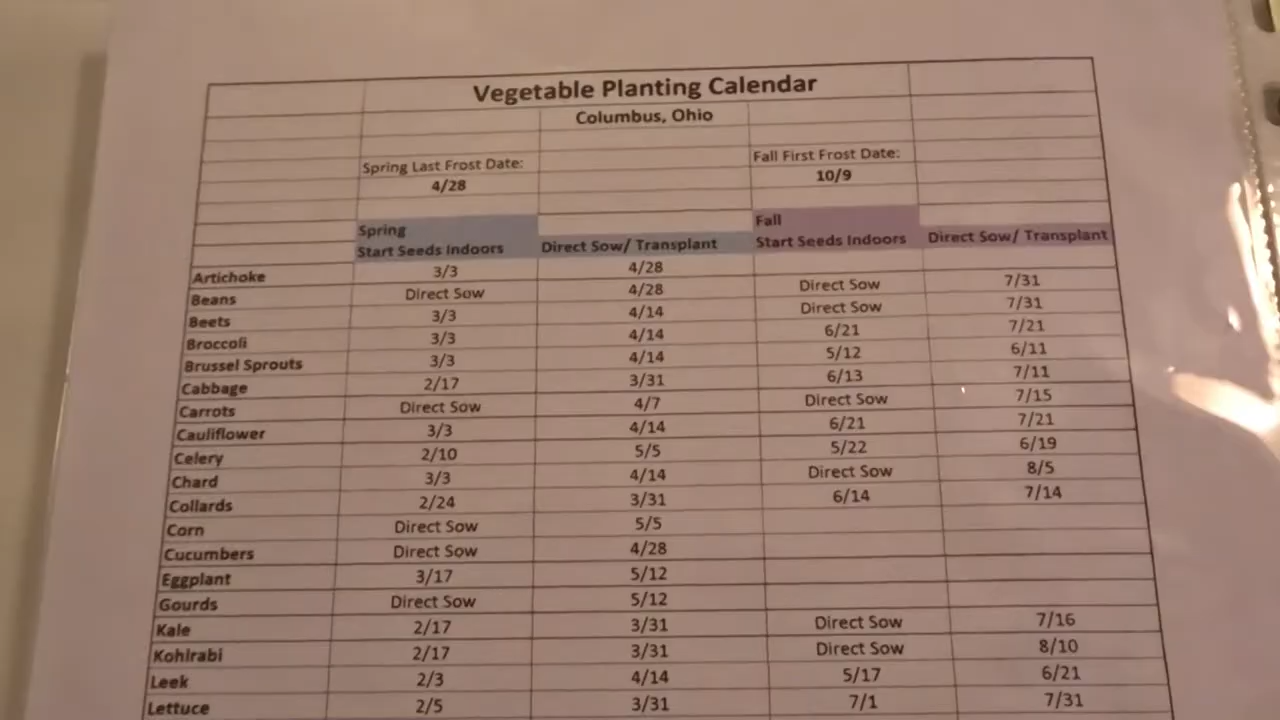 Vegetable Planting Calendar
Columbus, Ohio
Spring Last Frost Date: Fall First Frost Date:
4/28 10/9
Spring Fall
Start Seeds Indoors Direct Sow/ Transplant Start Seeds Indoors Direct Sow/ Transplant
Artichoke 3/3 4/28
Beans Direct Sow 4/28 Direct Sow 7/31
Beets 3/3 4/14 Direct Sow 7/31
Broccoli 3/3 4/14 6/21 7/21
Brussel Sprouts 3/3 4/14 5/12 6/11
Cabbage 2/17 3/31 6/13 7/11
Carrots Direct Sow 4/7 Direct Sow 7/15
Cauliflower 3/3 4/14 6/21 7/21
Celery 2/10 5/5 5/22 6/19
Chard 3/3 4/14 Direct Sow 8/5
Collards 2/24 3/31 6/14 7/14
Corn Direct Sow 5/5
Cucumbers Direct Sow 4/28
Eggplant 3/17 5/12
Gourds Direct Sow 5/12
Kale 2/17 3/31 Direct Sow 7/16
Kohlrabi 2/17 3/31 Direct Sow 8/10
Leek 2/3 4/14 5/17 6/21
Lettuce 2/5 3/31 7/1 7/31